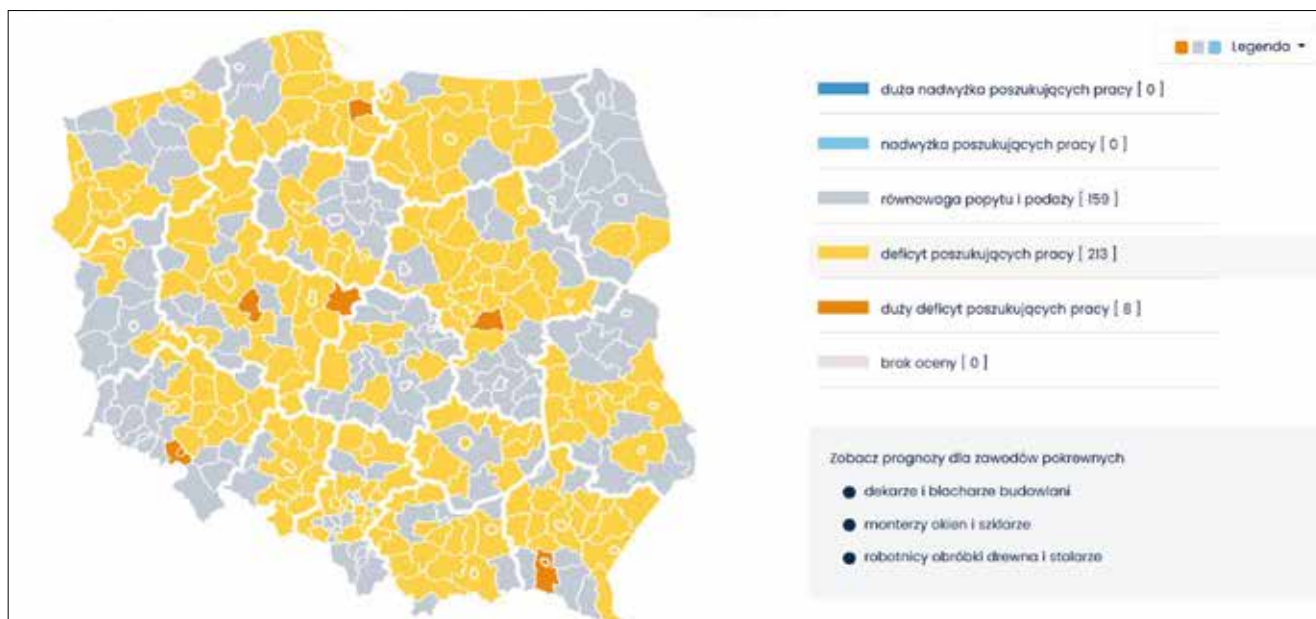 Legenda
duża nadwyżka poszukujących pracy [ 0 ]
nadwyżka poszukujących pracy [ 0 ]
równowaga popytu i podaży [ 159 ]
deficyt poszukujących pracy [ 213 ]
duży deficyt poszukujących pracy [ 8 ]
brak oceny [ 0 ]
Zobacz prognozy dla zawodów pokrewnych
dekarze i blacharze budowlani
monterzy okien i szklarze
robotnicy obróbki drewna i stolarze